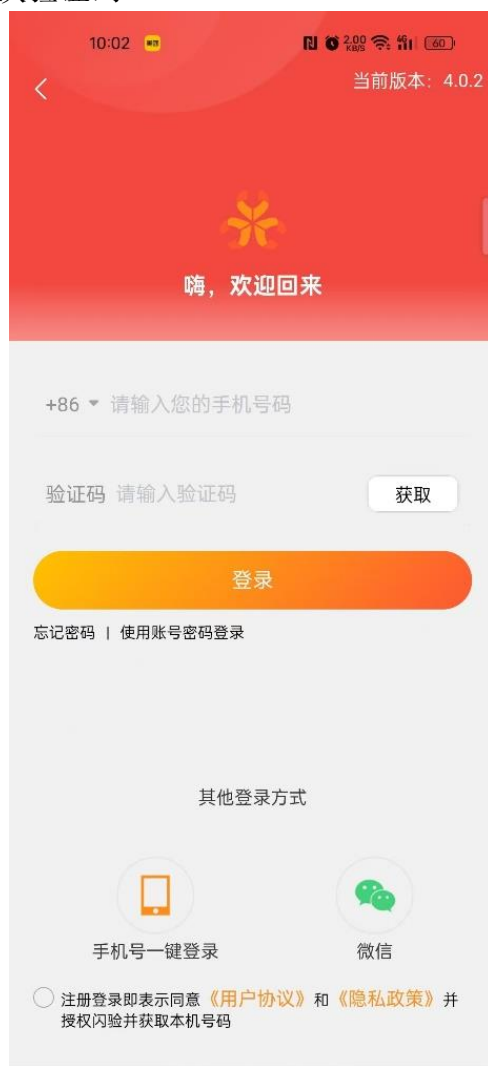 10:02 2.00 KB/S 60
当前版本：4.0.2
嗨，欢迎回来
+86 请输入您的手机号码
验证码 请输入验证码 获取
登录
忘记密码 | 使用账号密码登录
其他登录方式
手机号一键登录 微信
注册登录即表示同意《用户协议》和《隐私政策》并
授权闪验并获取本机号码